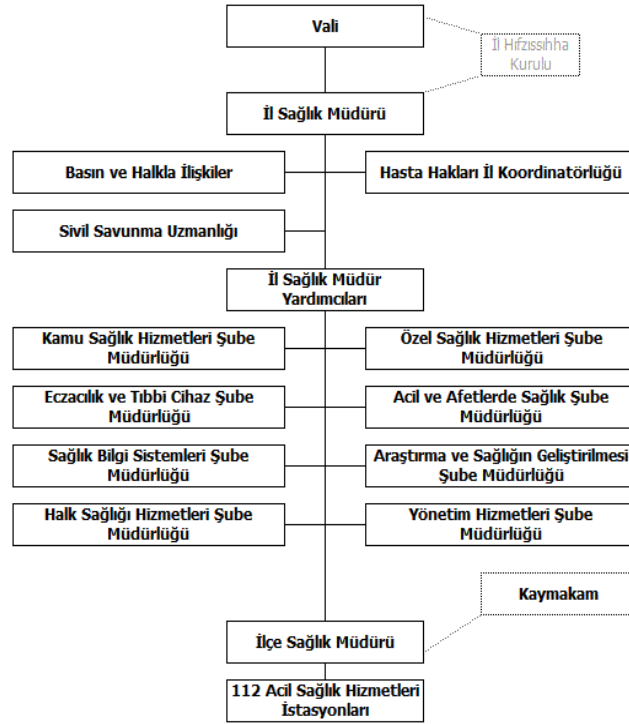 Vali
İl Hıfzıssıhha
Kurulu
İl Sağlık Müdürü
Basın ve Halkla İlişkiler
Hasta Hakları İl Koordinatörlüğü
Sivil Savunma Uzmanlığı
İl Sağlık Müdür
Yardımcıları
Kamu Sağlık Hizmetleri Şube
Müdürlüğü
Özel Sağlık Hizmetleri Şube
Müdürlüğü
Eczacılık ve Tıbbi Cihaz Şube
Müdürlüğü
Acil ve Afetlerde Sağlık Şube
Müdürlüğü
Sağlık Bilgi Sistemleri Şube
Müdürlüğü
Araştırma ve Sağlığın Geliştirilmesi
Şube Müdürlüğü
Halk Sağlığı Hizmetleri Şube
Müdürlüğü
Yönetim Hizmetleri Şube
Müdürlüğü
Kaymakam
İlçe Sağlık Müdürü
112 Acil Sağlık Hizmetleri
İstasyonları